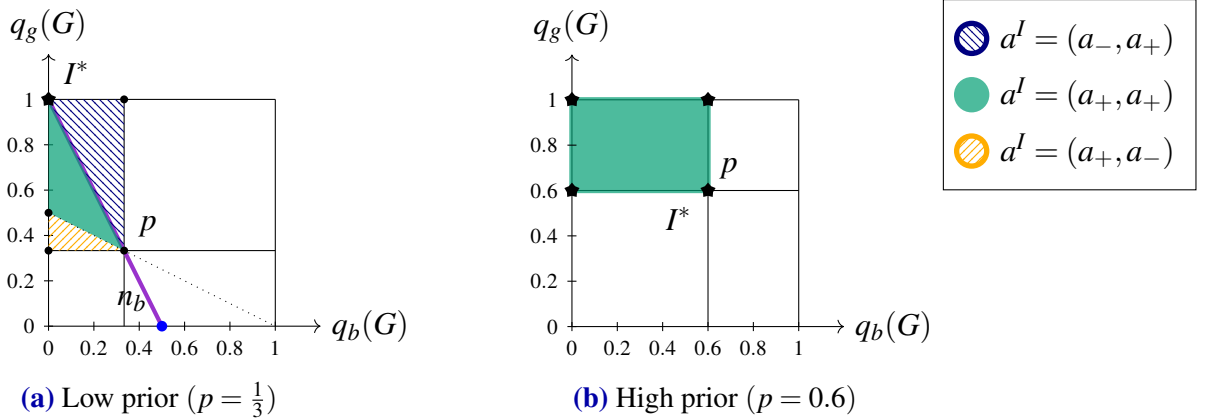 q_g(G)
I*
1
0.8
0.6
0.4
0.2
0
p
n_b
0 0.2 0.4 0.6 0.8 1
q_b(G)
(a) Low prior (p = 1/3)
q_g(G)
1
0.8
0.6
0.4
0.2
0
p
I*
0 0.2 0.4 0.6 0.8 1
q_b(G)
(b) High prior (p = 0.6)
a^I = (a_−, a_+)
a^I = (a_+, a_+)
a^I = (a_+, a_−)